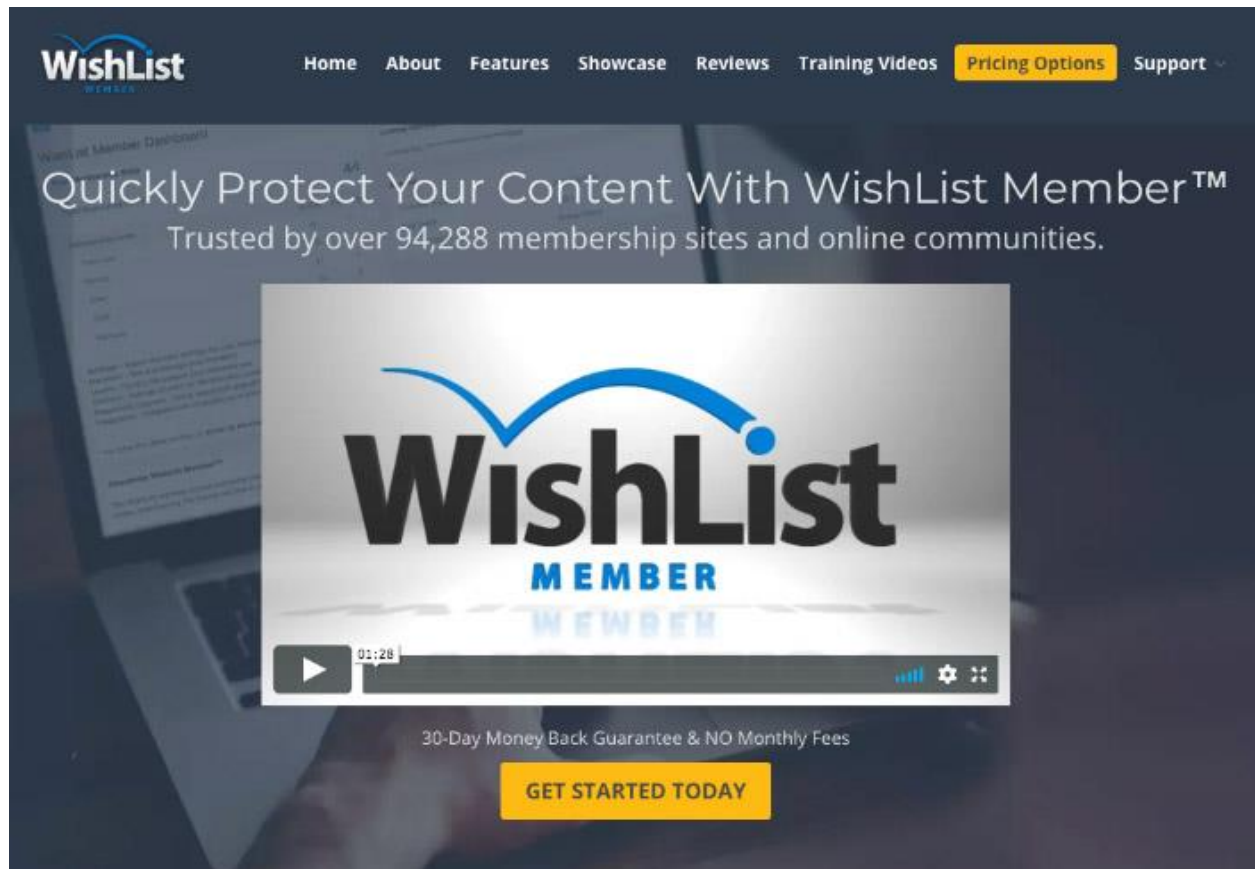 WishList
MEMBER
Home About Features Showcase Reviews Training Videos Pricing Options Support
Quickly Protect Your Content With WishList Member™
Trusted by over 94,288 membership sites and online communities.
WishList
MEMBER
01:28
30-Day Money Back Guarantee & NO Monthly Fees
GET STARTED TODAY